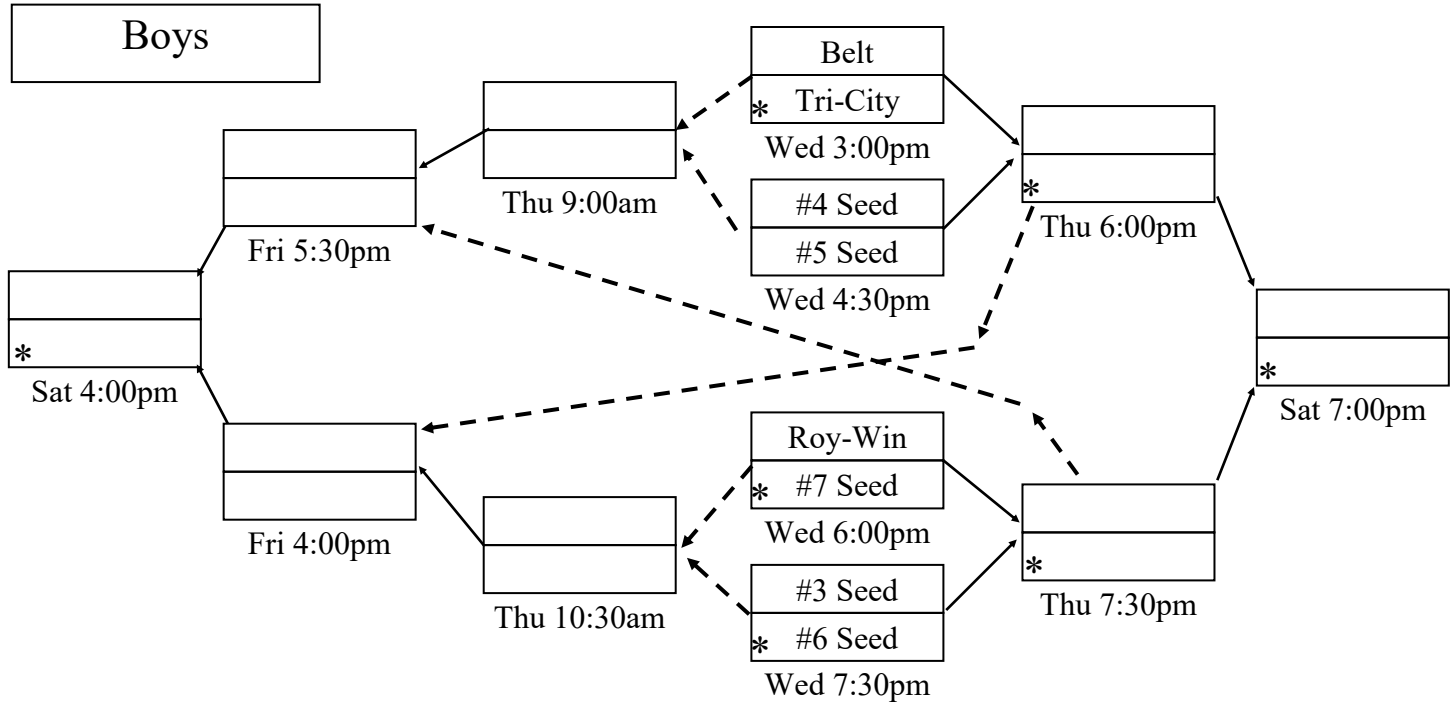 Boys
Belt
* Tri-City
Wed 3:00pm
#4 Seed
#5 Seed
Wed 4:30pm
Thu 9:00am
*
Thu 6:00pm
Fri 5:30pm
*
Sat 4:00pm
*
Sat 7:00pm
Roy-Win
* #7 Seed
Wed 6:00pm
Fri 4:00pm
#3 Seed
* #6 Seed
Wed 7:30pm
Thu 10:30am
*
Thu 7:30pm